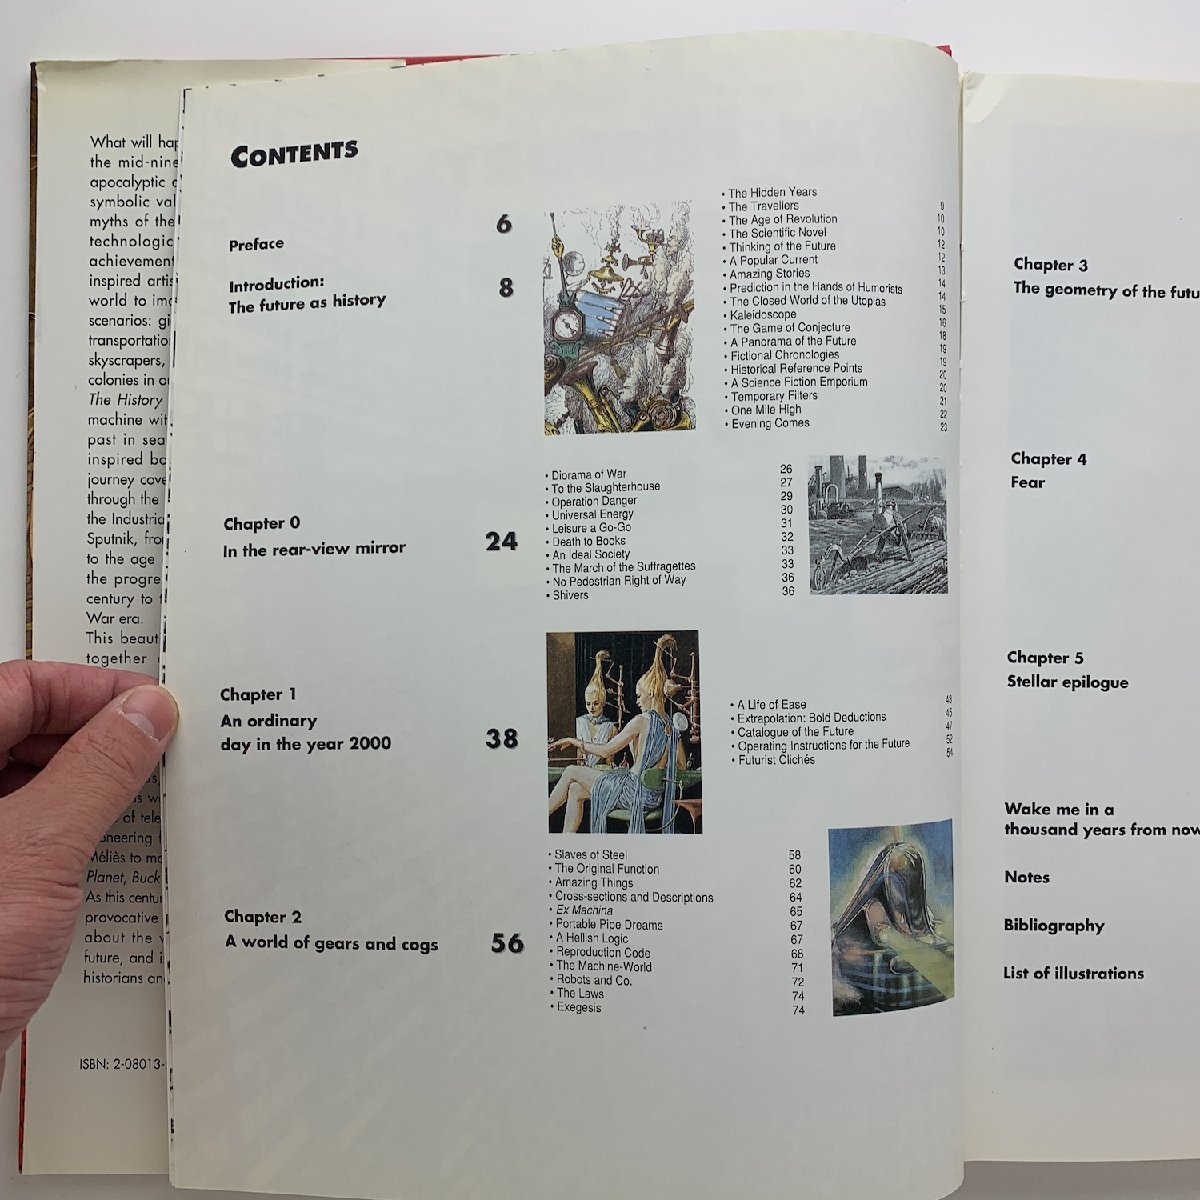 What will
the mid-nine
apocalyptic
symbolic
myths of the
technologic
achievement
inspired
world to
scenarios:
transportatio
skyscrapers,
colonies in
The History
machine
past in
inspired
journey
through the
the Industria
Sputnik,
to the age
the progre
century to
War era.
This
together
of tele
Méliès to
Planet, Buck
As this centu
provocative
about the
future, and
historians
ISBN: 2-08013-
CONTENTS
Preface 6
Introduction: 8
The future as history
• The Hidden Years
• The Travellers 9
• The Age of Revolution 10
• The Scientific Novel 10
• Thinking of the Future 12
• A Popular Current 12
• Amazing Stories 13
• Prediction in the Hands of Humorists 14
• The Closed World of the Utopias 14
• Kaleidoscope 15
• The Game of Conjecture 16
• A Panorama of the Future 18
• Fictional Chronologies 19
• Historical Reference Points 19
• A Science Fiction Emporium 20
• Temporary Filters 20
• One Mile High 21
• Evening Comes 22
23
Chapter 0
In the rear-view mirror 24
• Diorama of War 26
• To the Slaughterhouse 27
• Operation Danger 29
• Universal Energy 30
• Leisure a Go-Go 31
• Death to Books 32
• An Ideal Society 33
• The March of the Suffragettes 33
• No Pedestrian Right of Way 36
• Shivers 36
Chapter 1
An ordinary
day in the year 2000 38
• A Life of Ease 43
• Extrapolation: Bold Deductions 45
• Catalogue of the Future 47
• Operating Instructions for the Future 52
• Futurist Clichés 54
Chapter 2
A world of gears and cogs 56
• Slaves of Steel 58
• The Original Function 60
• Amazing Things 62
• Cross-sections and Descriptions 64
• Ex Machina 65
• Portable Pipe Dreams 67
• A Hellish Logic 67
• Reproduction Code 68
• The Machine-World 71
• Robots and Co. 72
• The Laws 74
• Exegesis 74
Chapter 3
The geometry of the futu
Chapter 4
Fear
Chapter 5
Stellar epilogue
Wake me in a
thousand years from now
Notes
Bibliography
List of illustrations